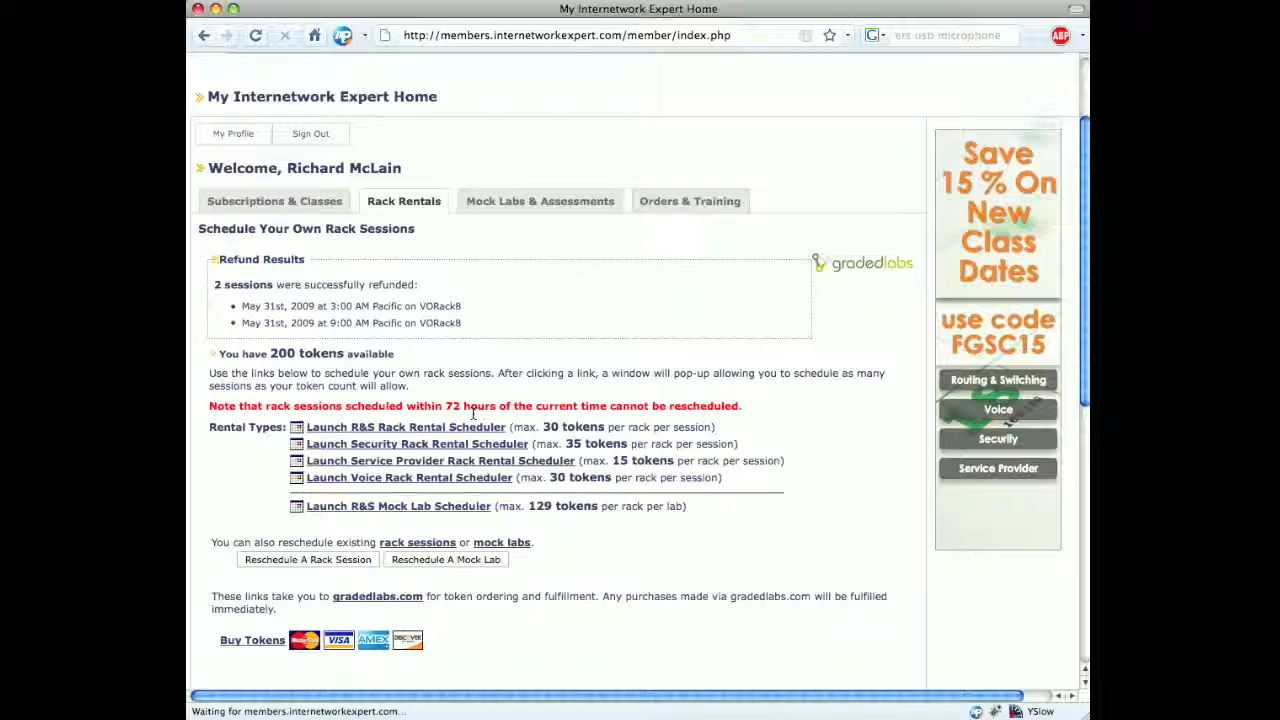 My Internetwork Expert Home
http://members.internetworkexpert.com/member/index.php
ers usb microphone
ABP
My Internetwork Expert Home
My Profile
Sign Out
Welcome, Richard McLain
Subscriptions & Classes
Rack Rentals
Mock Labs & Assessments
Orders & Training
Schedule Your Own Rack Sessions
Refund Results
gradedlabs
2 sessions were successfully refunded:
May 31st, 2009 at 3:00 AM Pacific on VORack8
May 31st, 2009 at 9:00 AM Pacific on VORack8
You have 200 tokens available
Use the links below to schedule your own rack sessions. After clicking a link, a window will pop-up allowing you to schedule as many
sessions as your token count will allow.
Note that rack sessions scheduled within 72 hours of the current time cannot be rescheduled.
Rental Types: Launch R&S Rack Rental Scheduler (max. 30 tokens per rack per session)
Launch Security Rack Rental Scheduler (max. 35 tokens per rack per session)
Launch Service Provider Rack Rental Scheduler (max. 15 tokens per rack per session)
Launch Voice Rack Rental Scheduler (max. 30 tokens per rack per session)
Launch R&S Mock Lab Scheduler (max. 129 tokens per rack per lab)
You can also reschedule existing rack sessions or mock labs.
Reschedule A Rack Session
Reschedule A Mock Lab
These links take you to gradedlabs.com for token ordering and fulfillment. Any purchases made via gradedlabs.com will be fulfilled
immediately.
Buy Tokens
MasterCard
VISA
AMEX
DISCOVER
Save
15 % On
New
Class
Dates
use code
FGSC15
Routing & Switching
Voice
Security
Service Provider
Waiting for members.internetworkexpert.com...
YSlow